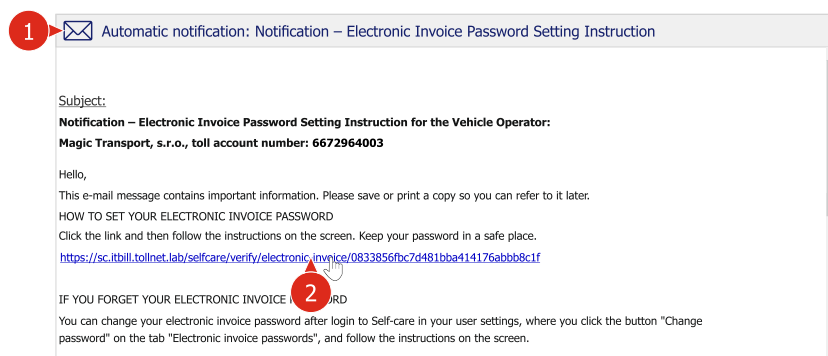 1
Automatic notification: Notification – Electronic Invoice Password Setting Instruction
Subject:
Notification – Electronic Invoice Password Setting Instruction for the Vehicle Operator:
Magic Transport, s.r.o., toll account number: 6672964003
Hello,
This e-mail message contains important information. Please save or print a copy so you can refer to it later.
HOW TO SET YOUR ELECTRONIC INVOICE PASSWORD
Click the link and then follow the instructions on the screen. Keep your password in a safe place.
https://sc.itbill.tollnet.lab/selfcare/verify/electronic-invoice/0833856fbc7d481bba414176abbb8c1f
2
IF YOU FORGET YOUR ELECTRONIC INVOICE
You can change your electronic invoice password after login to Self-care in your user settings, where you click the button "Change
password" on the tab "Electronic invoice passwords", and follow the instructions on the screen.